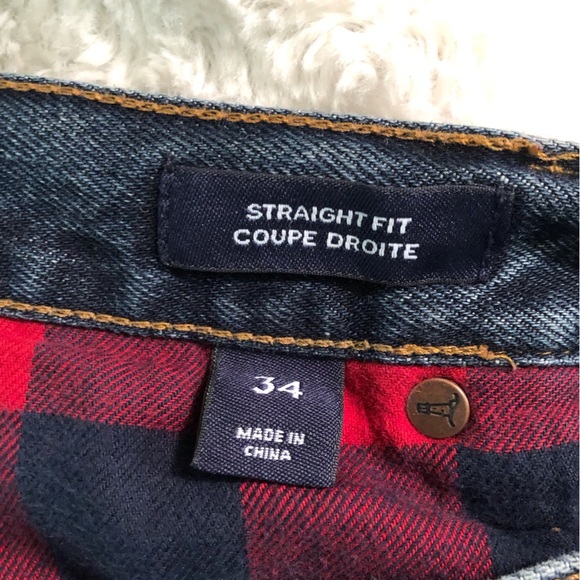 STRAIGHT FIT
COUPE DROITE
34
MADE IN
CHINA